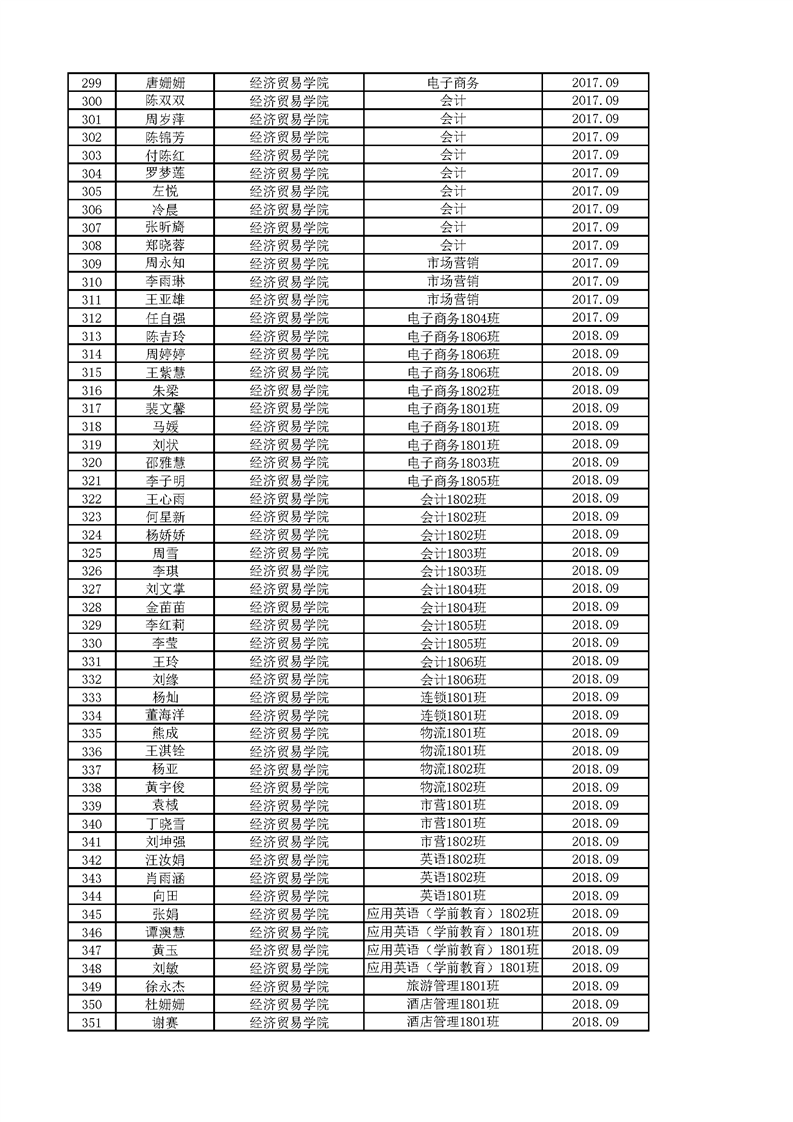 299 唐姗姗 经济贸易学院 电子商务 2017.09
300 陈双双 经济贸易学院 会计 2017.09
301 周岁萍 经济贸易学院 会计 2017.09
302 陈锦芳 经济贸易学院 会计 2017.09
303 付陈红 经济贸易学院 会计 2017.09
304 罗梦莲 经济贸易学院 会计 2017.09
305 左悦 经济贸易学院 会计 2017.09
306 冷晨 经济贸易学院 会计 2017.09
307 张昕旖 经济贸易学院 会计 2017.09
308 郑晓蓉 经济贸易学院 会计 2017.09
309 周永知 经济贸易学院 市场营销 2017.09
310 李雨琳 经济贸易学院 市场营销 2017.09
311 王亚雄 经济贸易学院 市场营销 2017.09
312 任自强 经济贸易学院 电子商务1804班 2017.09
313 陈吉玲 经济贸易学院 电子商务1806班 2018.09
314 周婷婷 经济贸易学院 电子商务1806班 2018.09
315 王紫慧 经济贸易学院 电子商务1806班 2018.09
316 朱梁 经济贸易学院 电子商务1802班 2018.09
317 裴文馨 经济贸易学院 电子商务1801班 2018.09
318 马媛 经济贸易学院 电子商务1801班 2018.09
319 刘状 经济贸易学院 电子商务1801班 2018.09
320 邵雅慧 经济贸易学院 电子商务1803班 2018.09
321 李子明 经济贸易学院 电子商务1805班 2018.09
322 王心雨 经济贸易学院 会计1802班 2018.09
323 何星新 经济贸易学院 会计1802班 2018.09
324 杨娇娇 经济贸易学院 会计1802班 2018.09
325 周雪 经济贸易学院 会计1803班 2018.09
326 李琪 经济贸易学院 会计1803班 2018.09
327 刘文掌 经济贸易学院 会计1804班 2018.09
328 金苗苗 经济贸易学院 会计1804班 2018.09
329 李红莉 经济贸易学院 会计1805班 2018.09
330 李莹 经济贸易学院 会计1805班 2018.09
331 王玲 经济贸易学院 会计1806班 2018.09
332 刘缘 经济贸易学院 会计1806班 2018.09
333 杨灿 经济贸易学院 连锁1801班 2018.09
334 董海洋 经济贸易学院 连锁1801班 2018.09
335 熊成 经济贸易学院 物流1801班 2018.09
336 王淇铨 经济贸易学院 物流1801班 2018.09
337 杨亚 经济贸易学院 物流1802班 2018.09
338 黄宇俊 经济贸易学院 物流1802班 2018.09
339 袁棫 经济贸易学院 市营1801班 2018.09
340 丁晓雪 经济贸易学院 市营1801班 2018.09
341 刘坤强 经济贸易学院 市营1802班 2018.09
342 汪汝娟 经济贸易学院 英语1802班 2018.09
343 肖雨涵 经济贸易学院 英语1802班 2018.09
344 向田 经济贸易学院 英语1801班 2018.09
345 张娟 经济贸易学院 应用英语（学前教育）1802班 2018.09
346 谭澳慧 经济贸易学院 应用英语（学前教育）1801班 2018.09
347 黄玉 经济贸易学院 应用英语（学前教育）1801班 2018.09
348 刘敏 经济贸易学院 应用英语（学前教育）1801班 2018.09
349 徐永杰 经济贸易学院 旅游管理1801班 2018.09
350 杜姗姗 经济贸易学院 酒店管理1801班 2018.09
351 谢赛 经济贸易学院 酒店管理1801班 2018.09